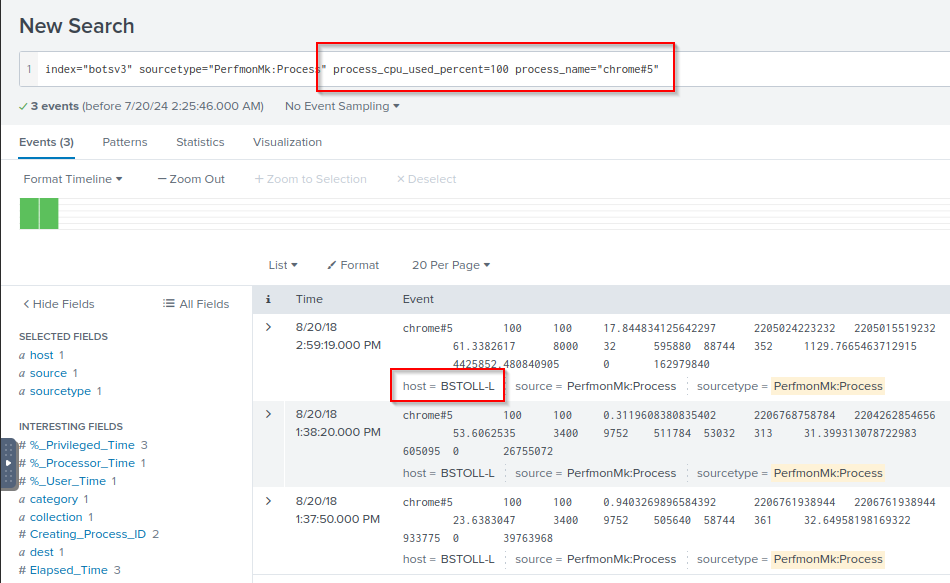 New Search
1 index="botsv3" sourcetype="PerfmonMk:Process" process_cpu_used_percent=100 process_name="chrome#5"
✓ 3 events (before 7/20/24 2:25:46.000 AM) No Event Sampling
Events (3) Patterns Statistics Visualization
Format Timeline — Zoom Out + Zoom to Selection × Deselect
List Format 20 Per Page
< Hide Fields All Fields
SELECTED FIELDS
a host 1
a source 1
a sourcetype 1
INTERESTING FIELDS
# %_Privileged_Time 3
# %_Processor_Time 1
# %_User_Time 1
a category 1
a collection 1
# Creating_Process_ID 2
a dest 1
# Elapsed_Time 3
i Time Event
> 8/20/18 chrome#5 100 100 17.844834125642297 2205024223232 2205015519232
2:59:19.000 PM 61.3382617 8000 32 595880 88744 352 1129.7665463712915
4425852.480840905 0 162979840
host = BSTOLL-L source = PerfmonMk:Process sourcetype = PerfmonMk:Process
> 8/20/18 chrome#5 100 100 0.3119608380835402 2206768758784 2204262854656
1:38:20.000 PM 53.6062535 3400 9752 511784 53032 313 31.399313078722983
605095 0 26755072
host = BSTOLL-L source = PerfmonMk:Process sourcetype = PerfmonMk:Process
> 8/20/18 chrome#5 100 100 0.9403269896584392 2206761938944 2206761938944
1:37:50.000 PM 23.6383047 3400 9752 505640 58744 361 32.64958198169322
933775 0 39763968
host = BSTOLL-L source = PerfmonMk:Process sourcetype = PerfmonMk:Process